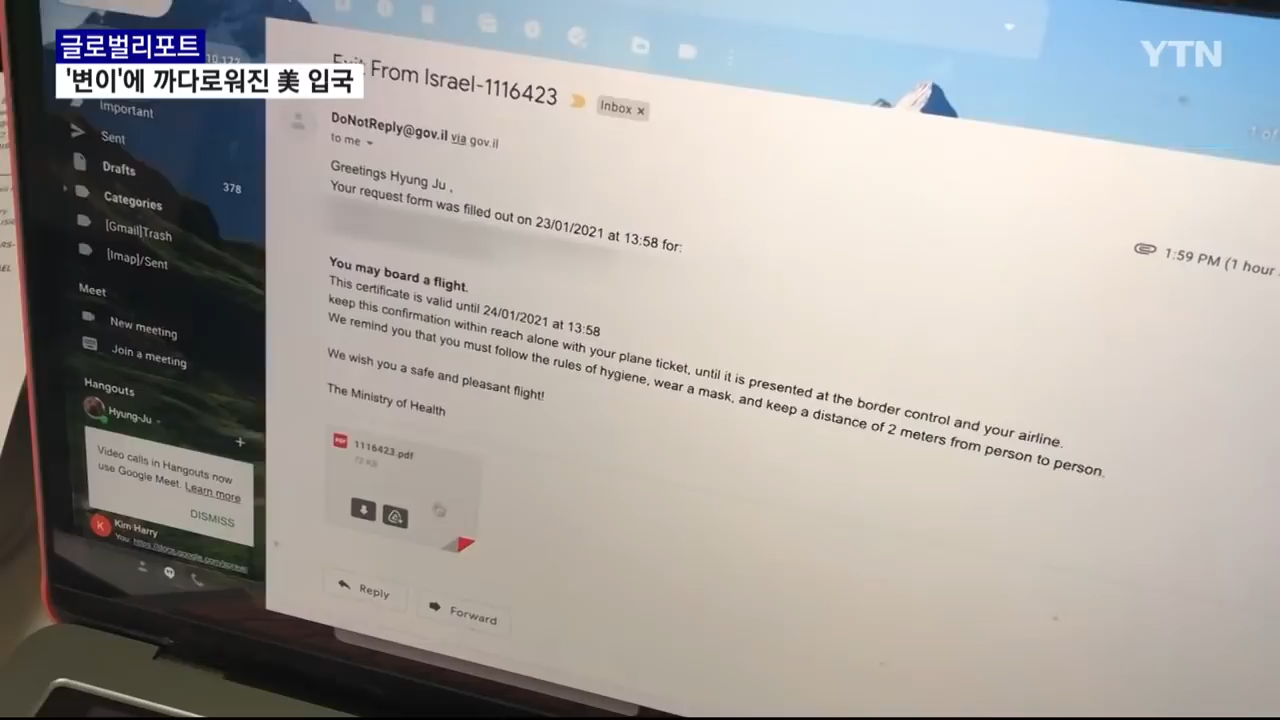 글로벌리포트
'변이'에 까다로워진 美 입국
YTN
Exit From Israel-1116423
Inbox ×
DoNotReply@gov.il via gov.il
to me
1:59 PM (1 hour
Greetings Hyung Ju ,
Your request form was filled out on 23/01/2021 at 13:58 for:
You may board a flight.
This certificate is valid until 24/01/2021 at 13:58
keep this confirmation within reach alone with your plane ticket, until it is presented at the border control and your airline.
We remind you that you must follow the rules of hygiene, wear a mask, and keep a distance of 2 meters from person to person.
We wish you a safe and pleasant flight!
The Ministry of Health
PDF
1116423.pdf
72 KB
Reply
Forward
Important
Sent
Drafts
378
Categories
[Gmail]Trash
[Imap]/Sent
Meet
New meeting
Join a meeting
Hangouts
Hyung-Ju
+
Video calls in Hangouts now
use Google Meet. Learn more
DISMISS
K
Kim Harry
You:
1 of